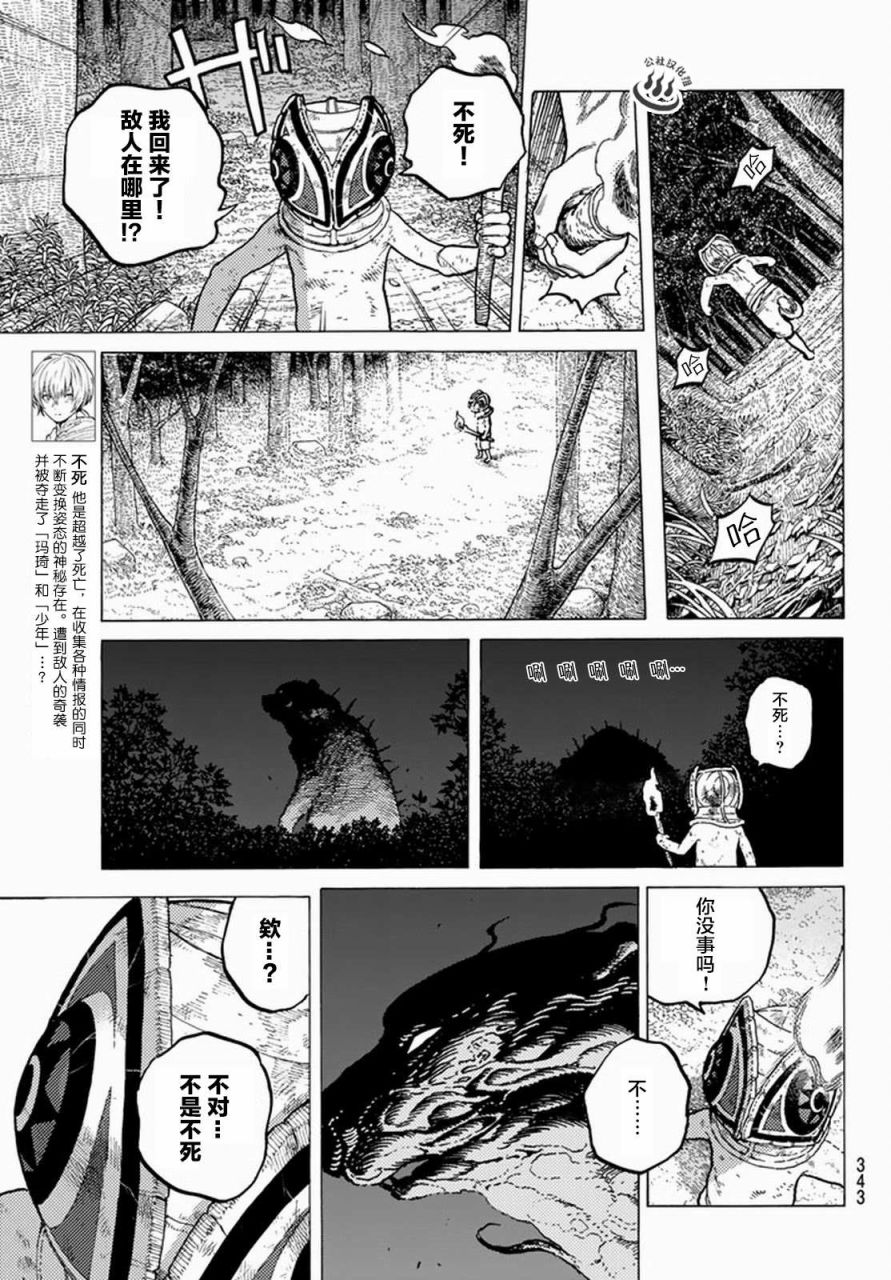 公社汉化组
哈
哈
哈
不死！
我回来了！
敌人在哪里!?
不死 他是超越了死亡，在收集各种情报的同时
不断变换姿态的神秘存在。遭到敌人的奇袭
并被夺走了「玛琦」和「少年」…？
不死…？
唰唰唰唰唰…
你没事吗！
不……
欸…？
不对…
不是不死
343